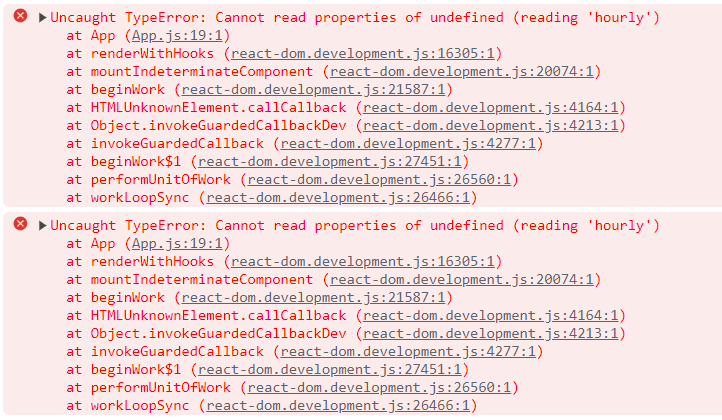 Uncaught TypeError: Cannot read properties of undefined (reading 'hourly')
at App (App.js:19:1)
at renderWithHooks (react-dom.development.js:16305:1)
at mountIndeterminateComponent (react-dom.development.js:20074:1)
at beginWork (react-dom.development.js:21587:1)
at HTMLUnknownElement.callCallback (react-dom.development.js:4164:1)
at Object.invokeGuardedCallbackDev (react-dom.development.js:4213:1)
at invokeGuardedCallback (react-dom.development.js:4277:1)
at beginWork$1 (react-dom.development.js:27451:1)
at performUnitOfWork (react-dom.development.js:26560:1)
at workLoopSync (react-dom.development.js:26466:1)
Uncaught TypeError: Cannot read properties of undefined (reading 'hourly')
at App (App.js:19:1)
at renderWithHooks (react-dom.development.js:16305:1)
at mountIndeterminateComponent (react-dom.development.js:20074:1)
at beginWork (react-dom.development.js:21587:1)
at HTMLUnknownElement.callCallback (react-dom.development.js:4164:1)
at Object.invokeGuardedCallbackDev (react-dom.development.js:4213:1)
at invokeGuardedCallback (react-dom.development.js:4277:1)
at beginWork$1 (react-dom.development.js:27451:1)
at performUnitOfWork (react-dom.development.js:26560:1)
at workLoopSync (react-dom.development.js:26466:1)